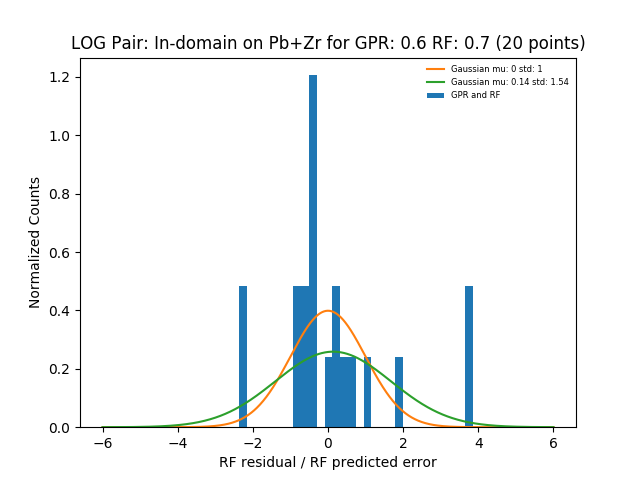 LOG Pair: In-domain on Pb+Zr for GPR: 0.6 RF: 0.7 (20 points)
Gaussian mu: 0 std: 1
Gaussian mu: 0.14 std: 1.54
GPR and RF
Normalized Counts
1.2
1.0
0.8
0.6
0.4
0.2
0.0
−6 −4 −2 0 2 4 6
RF residual / RF predicted error